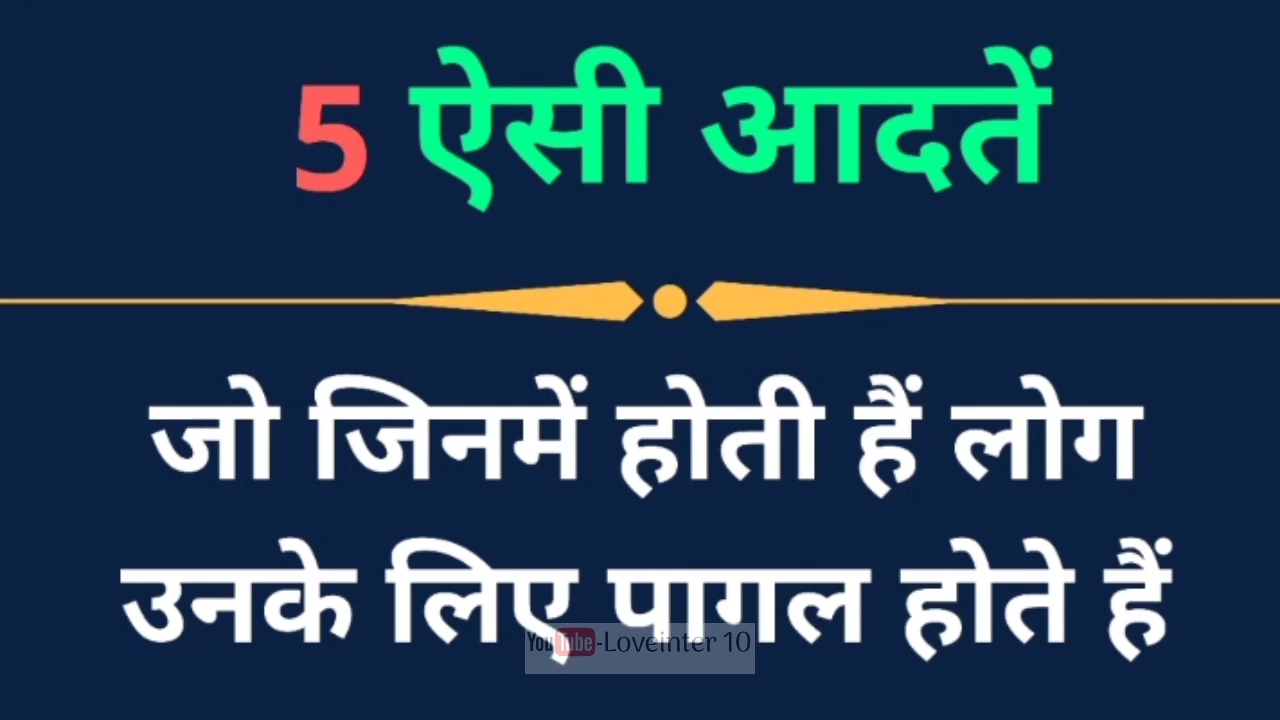 5 ऐसी आदतें
जो जिनमें होती हैं लोग
उनके लिए पागल होते हैं
YouTube-Loveinter 10